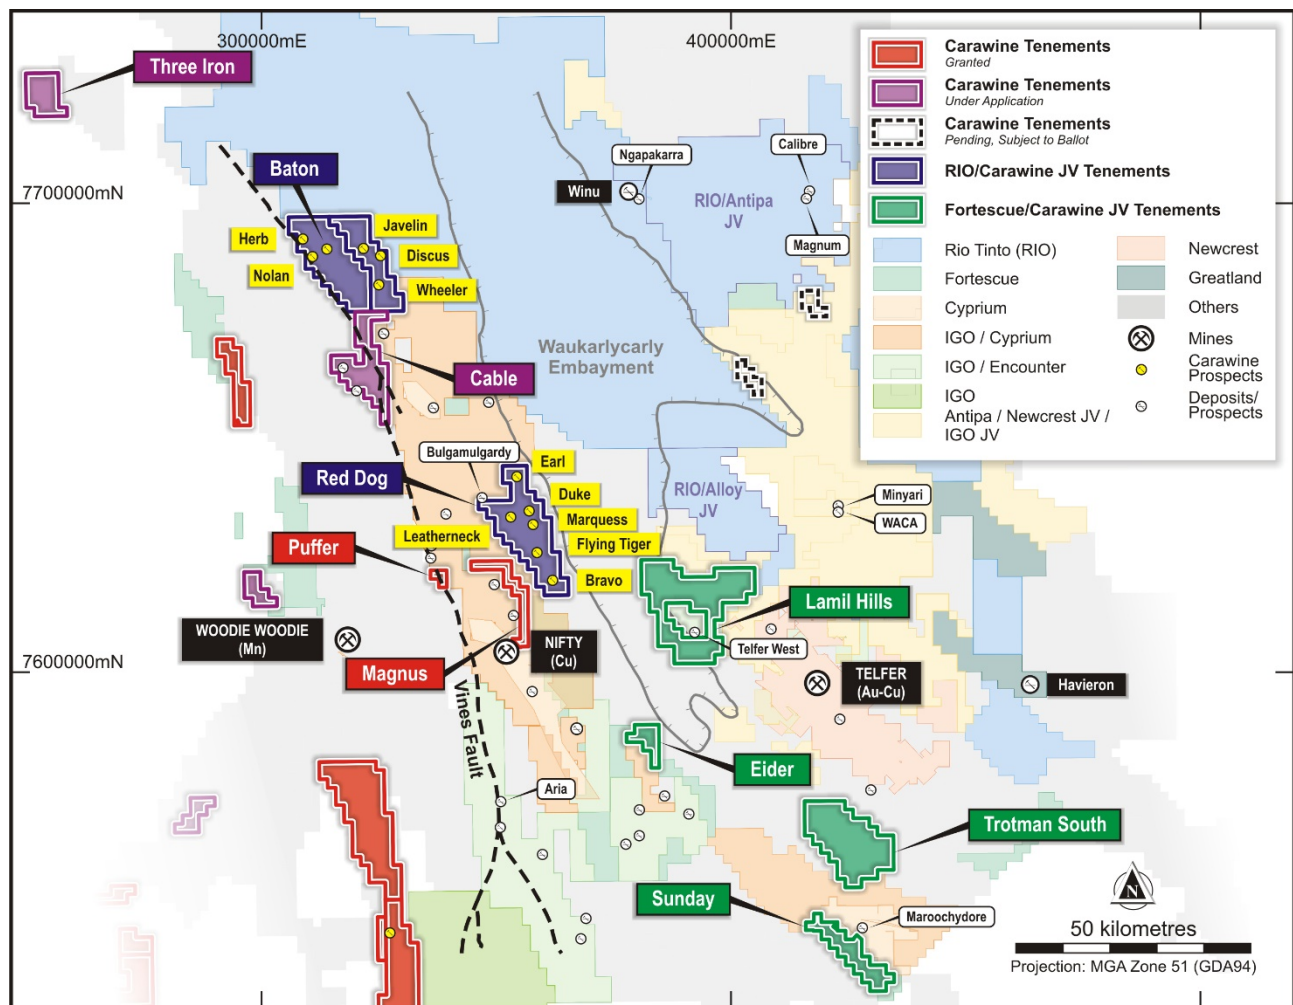 300000mE
400000mE
7700000mN
7600000mN
Three Iron
Baton
Herb
Nolan
Javelin
Discus
Wheeler
Cable
Ngapakarra
Winu
Calibre
Magnum
RIO/Antipa
JV
Waukarlycarly
Embayment
Bulgamulgardy
Red Dog
Earl
Duke
Marquess
Flying Tiger
Bravo
Leatherneck
Puffer
RIO/Alloy
JV
Minyari
WACA
Lamil Hills
Telfer West
WOODIE WOODIE
(Mn)
Magnus
NIFTY
(Cu)
TELFER
(Au-Cu)
Havieron
Vines Fault
Eider
Aria
Trotman South
Sunday
Maroochydore
Carawine Tenements
Granted
Carawine Tenements
Under Application
Carawine Tenements
Pending, Subject to Ballot
RIO/Carawine JV Tenements
Fortescue/Carawine JV Tenements
Rio Tinto (RIO)
Fortescue
Cyprium
IGO / Cyprium
IGO / Encounter
IGO
Antipa / Newcrest JV /
IGO JV
Newcrest
Greatland
Others
Mines
Carawine
Prospects
Deposits/
Prospects
N
50 kilometres
Projection: MGA Zone 51 (GDA94)